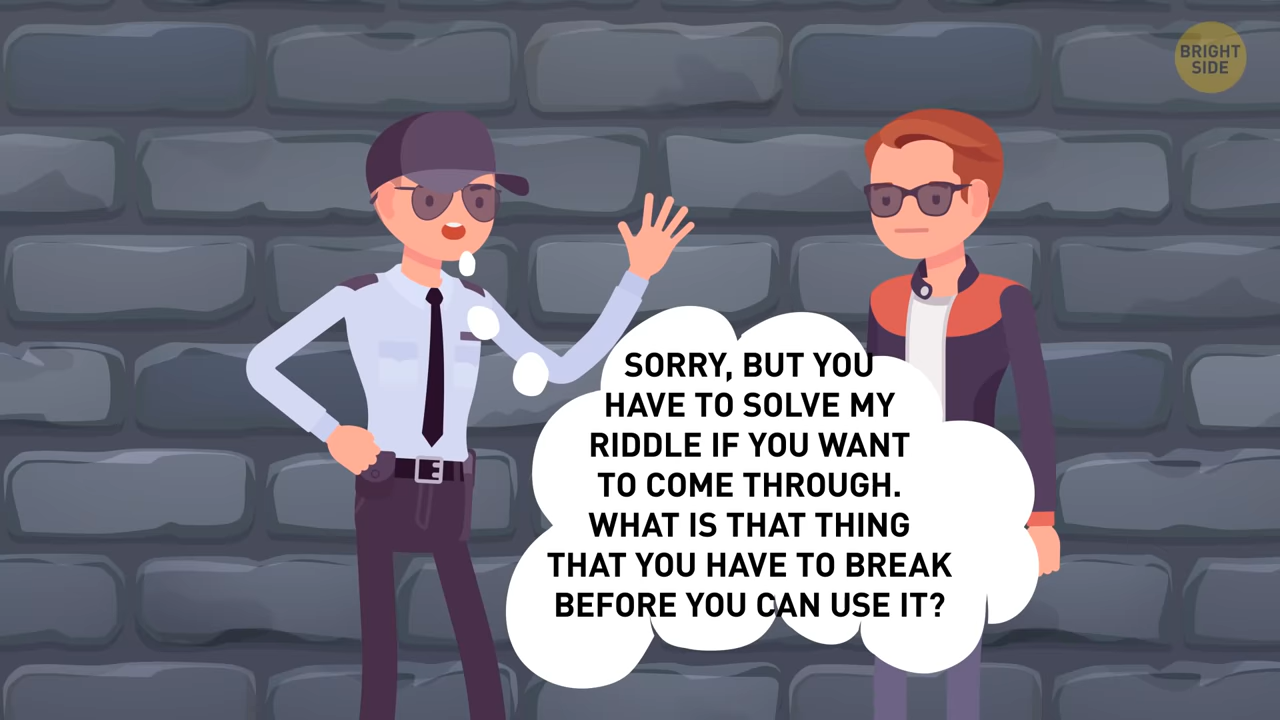 BRIGHT
SIDE
SORRY, BUT YOU
HAVE TO SOLVE MY
RIDDLE IF YOU WANT
TO COME THROUGH.
WHAT IS THAT THING
THAT YOU HAVE TO BREAK
BEFORE YOU CAN USE IT?